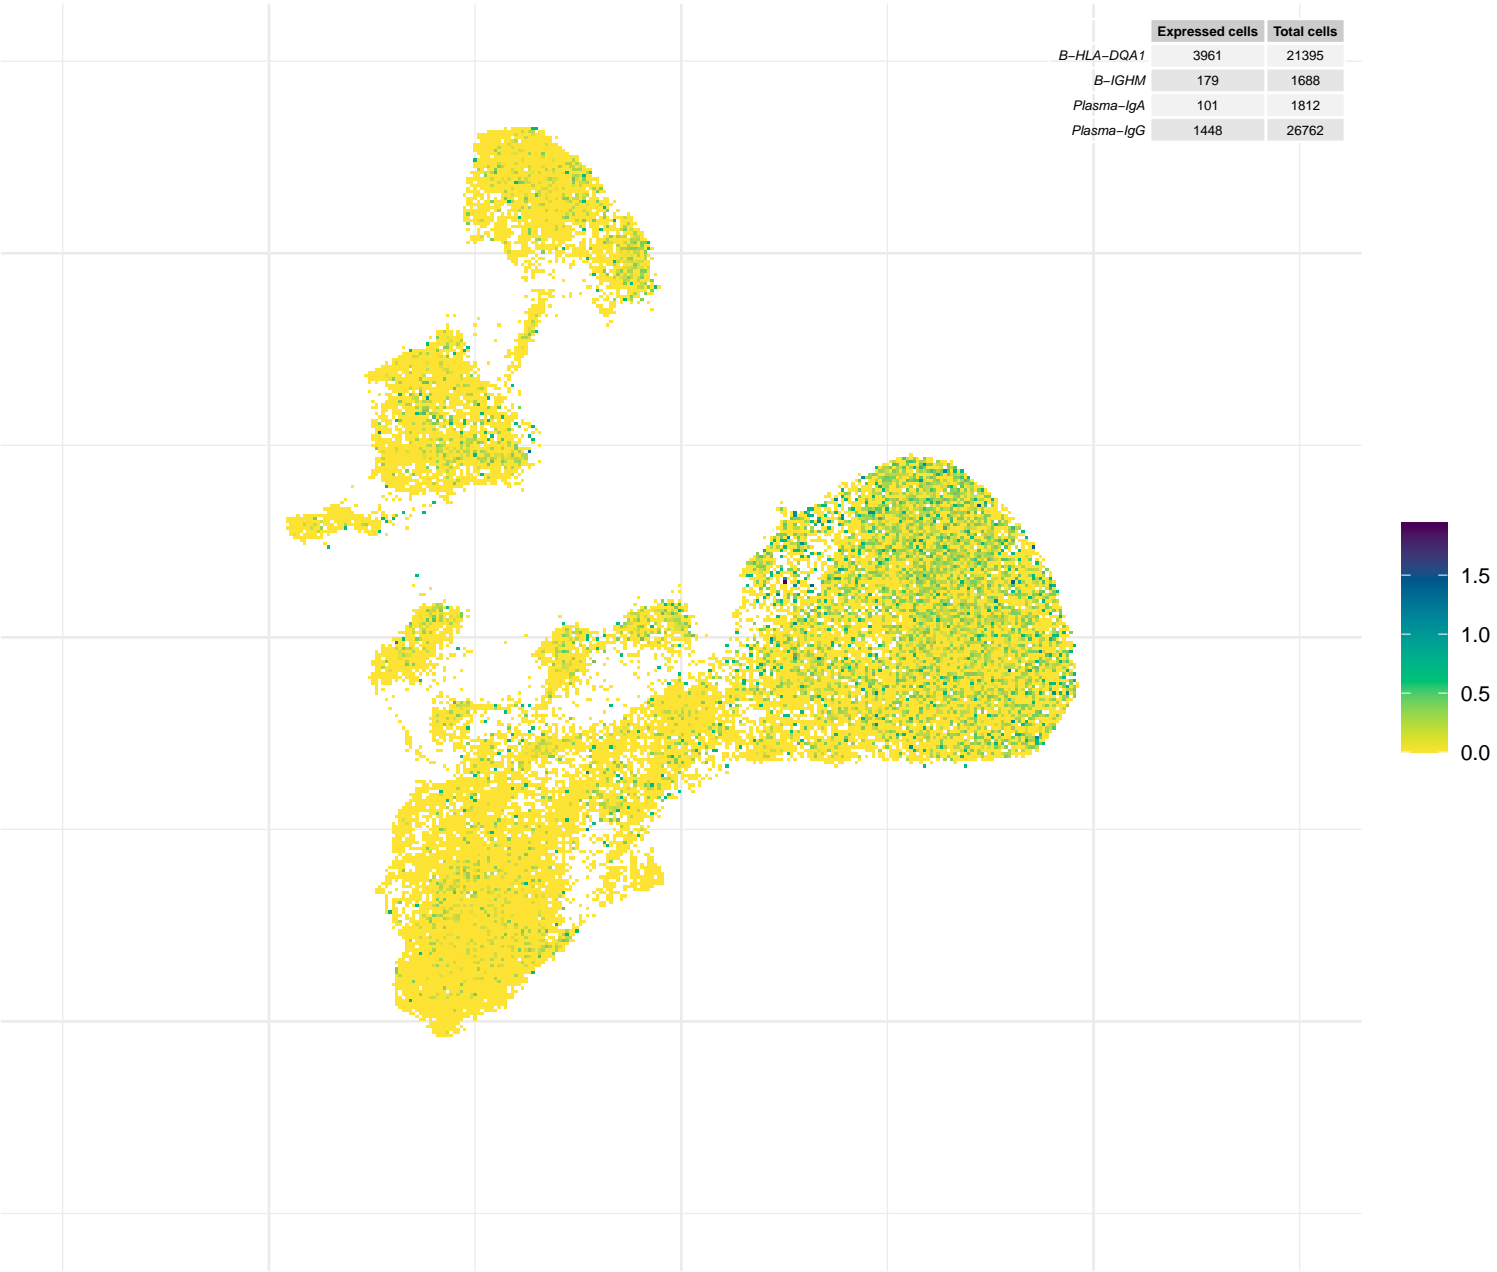 Expressed cells Total cells
B−HLA−DQA1 3961 21395
B−IGHM 179 1688
Plasma−IgA 101 1812
Plasma−IgG 1448 26762
1.5
1.0
0.5
0.0